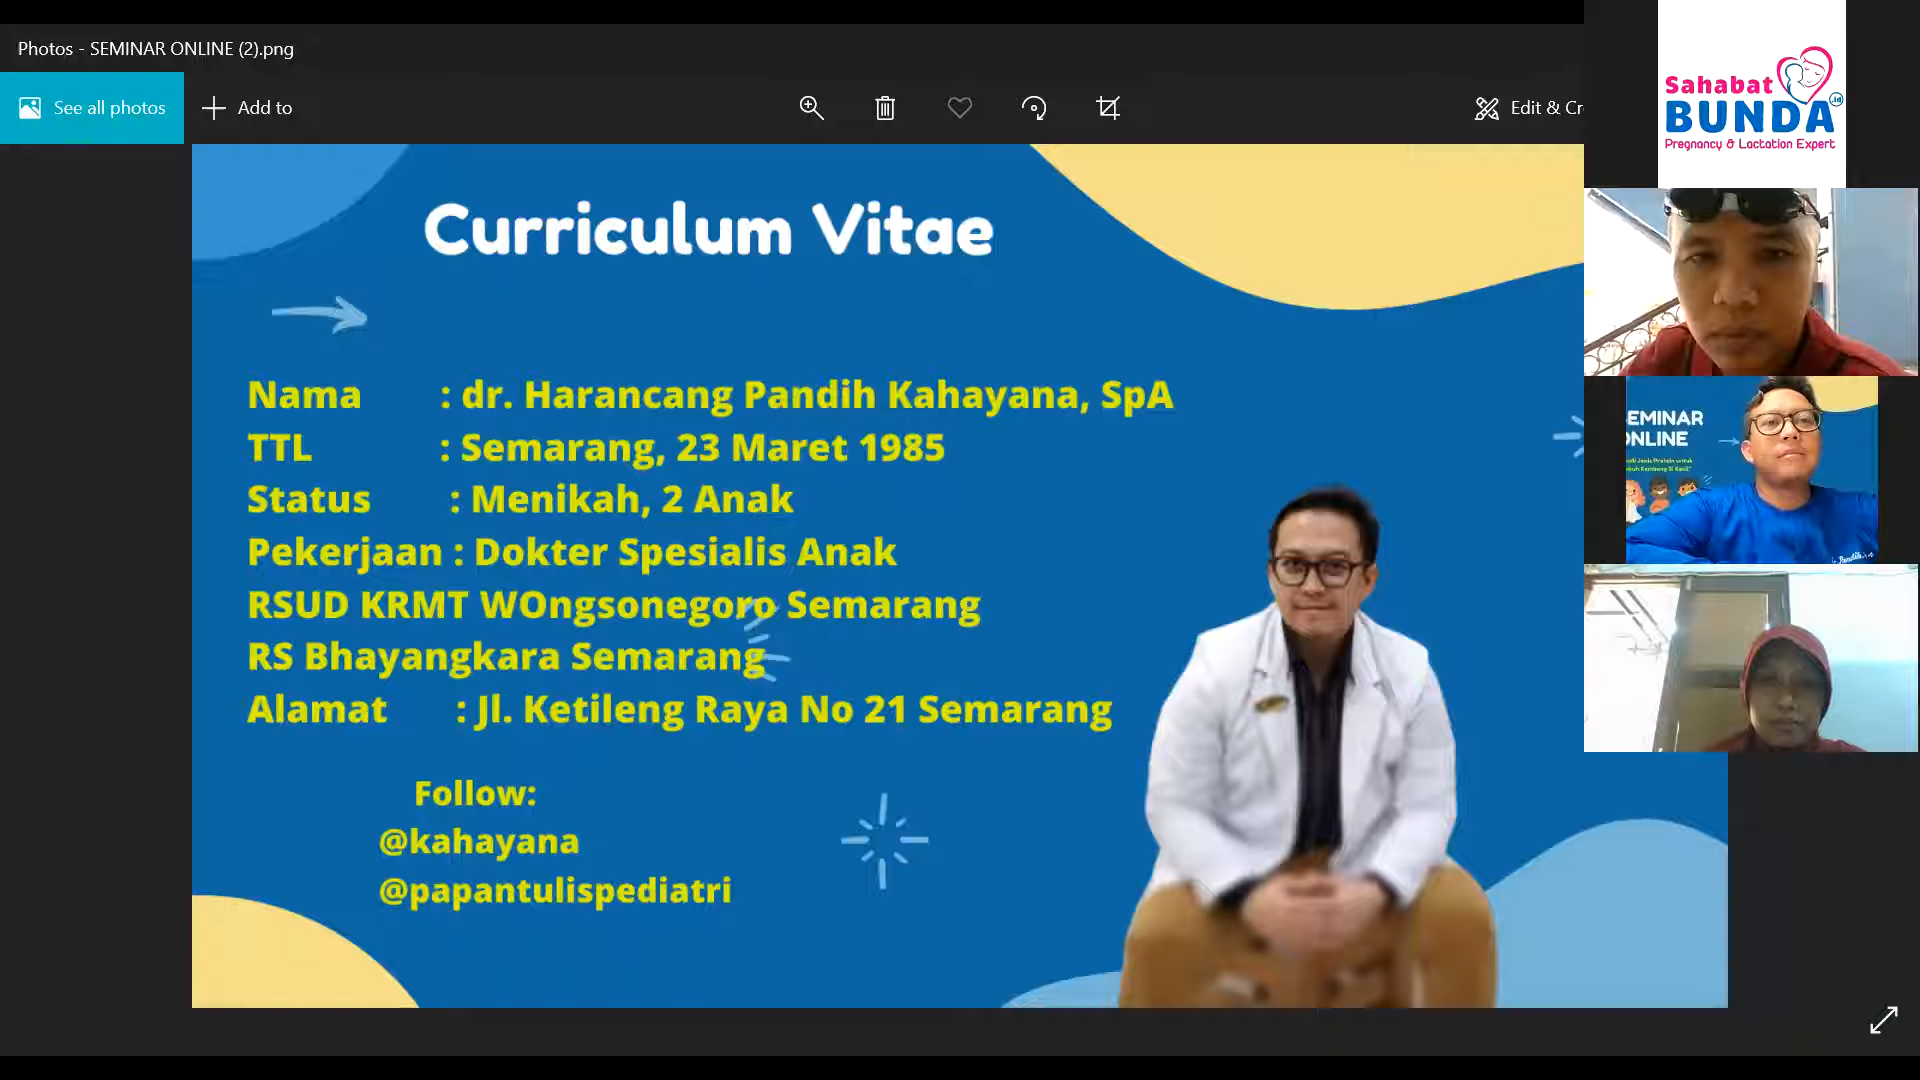 Photos - SEMINAR ONLINE (2).png
See all photos
Add to
Edit & Cr
Sahabat
BUNDA.id
Pregnancy & Lactation Expert
Curriculum Vitae
Nama : dr. Harancang Pandih Kahayana, SpA
TTL : Semarang, 23 Maret 1985
Status : Menikah, 2 Anak
Pekerjaan : Dokter Spesialis Anak
RSUD KRMT WOngsonegoro Semarang
RS Bhayangkara Semarang
Alamat : Jl. Ketileng Raya No 21 Semarang
Follow:
@kahayana
@papantulispediatri
EMINAR
ONLINE